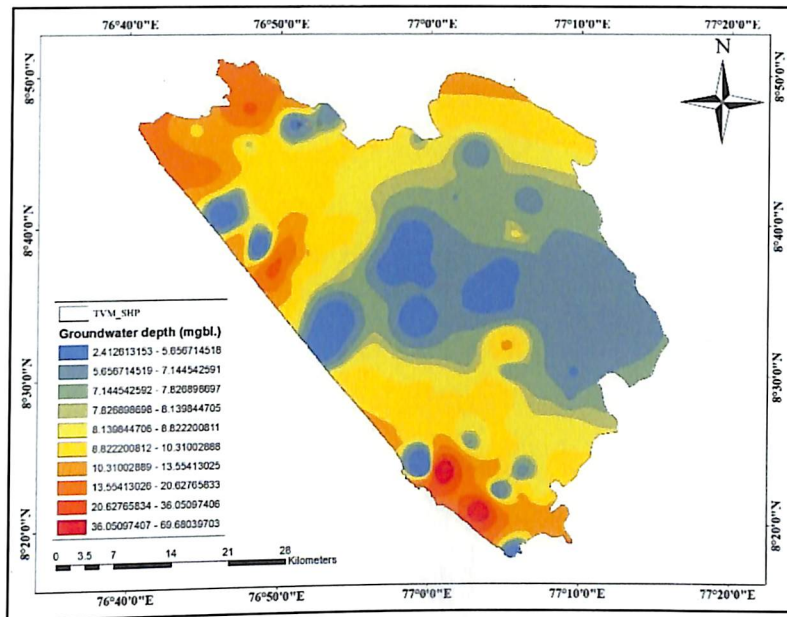 76°40'0"E 76°50'0"E 77°0'0"E 77°10'0"E 77°20'0"E
8°50'0"N 8°50'0"N
N
8°40'0"N 8°40'0"N
TVM_SHP
Groundwater depth (mgbl.)
2.412613153 - 5.656714518
5.656714519 - 7.144542591
7.144542592 - 7.826898697
7.826898698 - 8.139844705
8.139844706 - 8.822200811
8.822200812 - 10.31002888
10.31002889 - 13.55413025
13.55413026 - 20.62765833
20.62765834 - 36.05097406
36.05097407 - 69.68039703
8°30'0"N 8°30'0"N
8°20'0"N 8°20'0"N
0 3.5 7 14 21 28
Kilometers
76°40'0"E 76°50'0"E 77°0'0"E 77°10'0"E 77°20'0"E